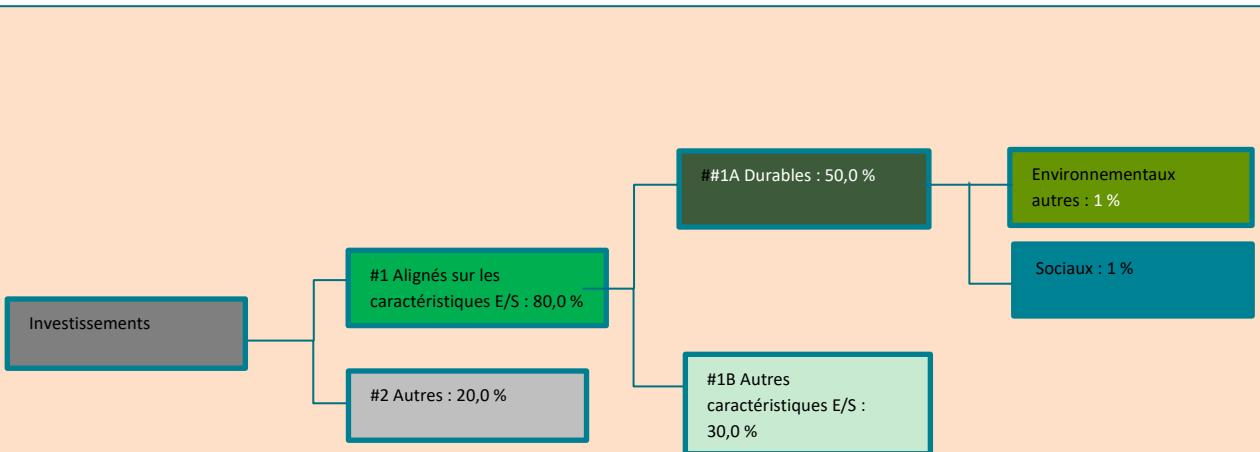 ##1A Durables : 50,0 %
Environnementaux
autres : 1 %
#1 Alignés sur les
caractéristiques E/S : 80,0 %
Sociaux : 1 %
Investissements
#2 Autres : 20,0 %
#1B Autres
caractéristiques E/S :
30,0 %